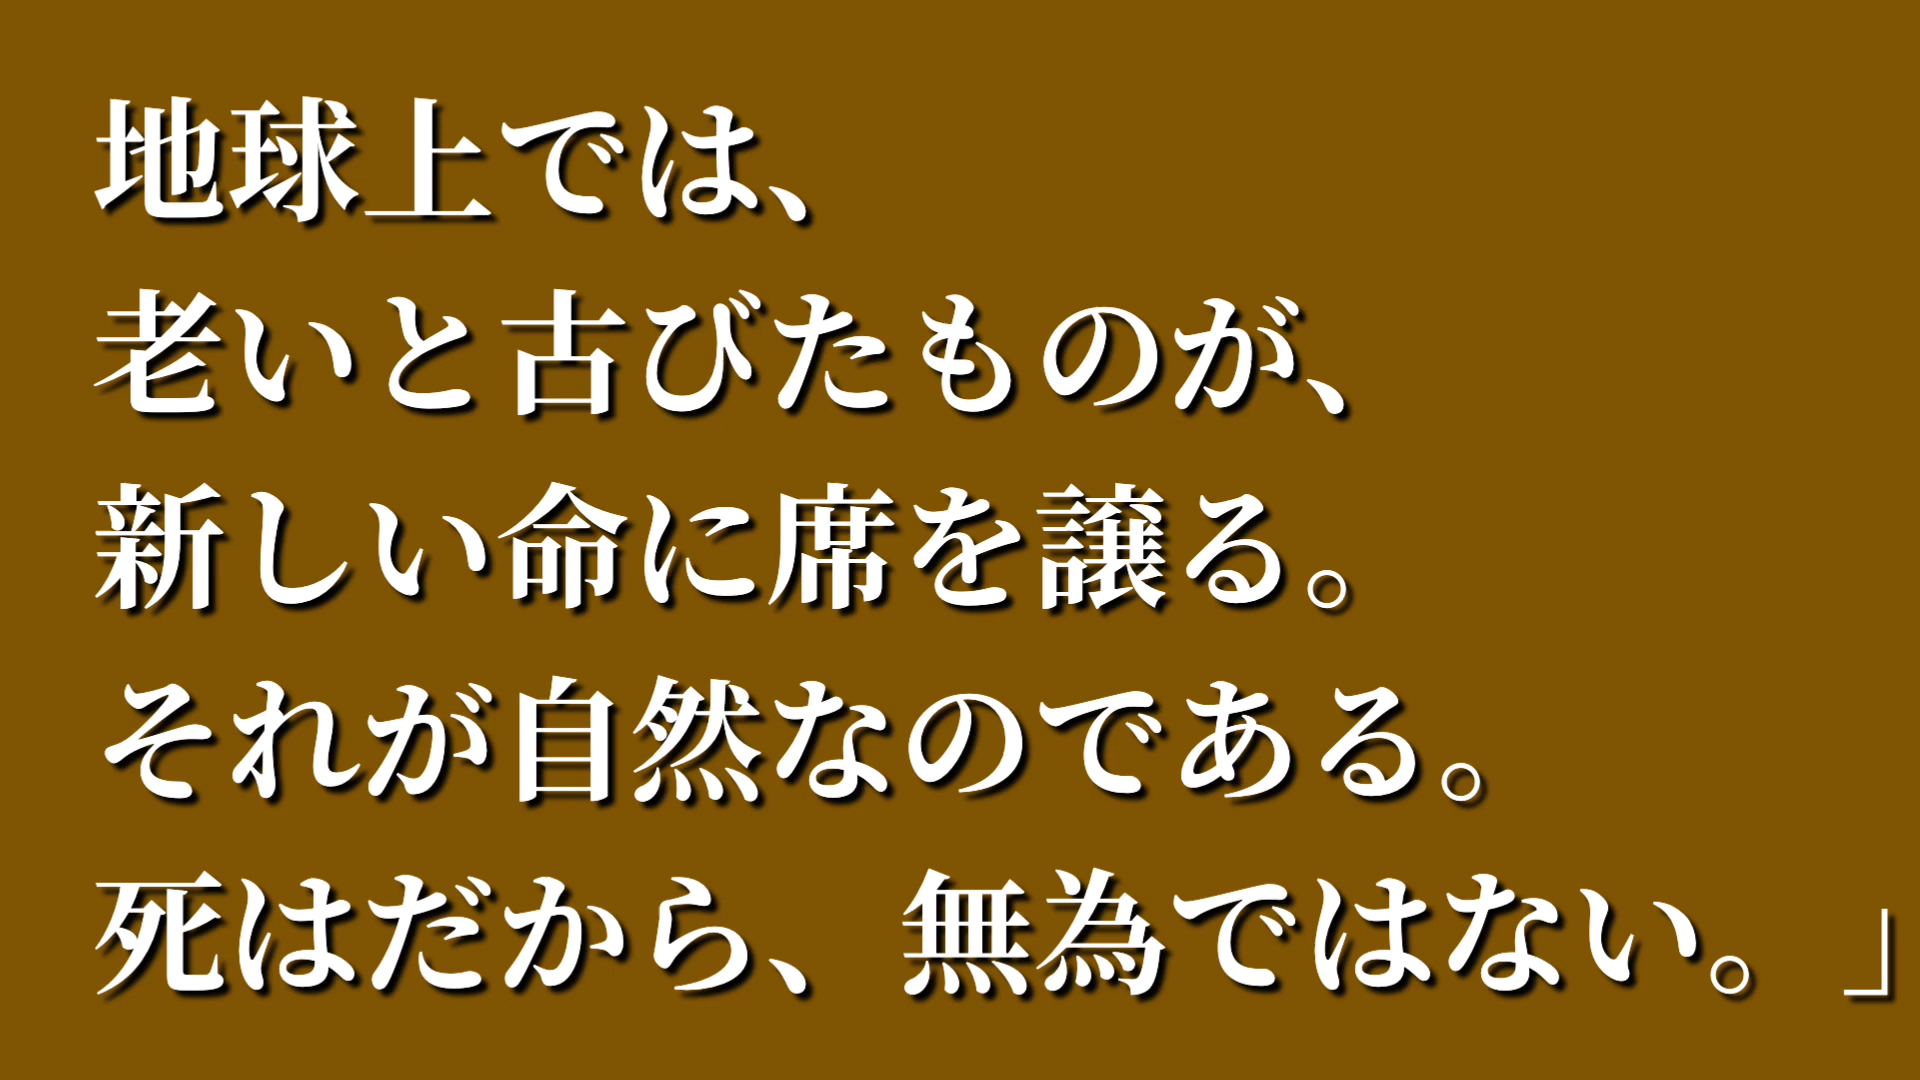 地球上では、
老いと古びたものが、
新しい命に席を譲る。
それが自然なのである。
死はだから、無為ではない。」